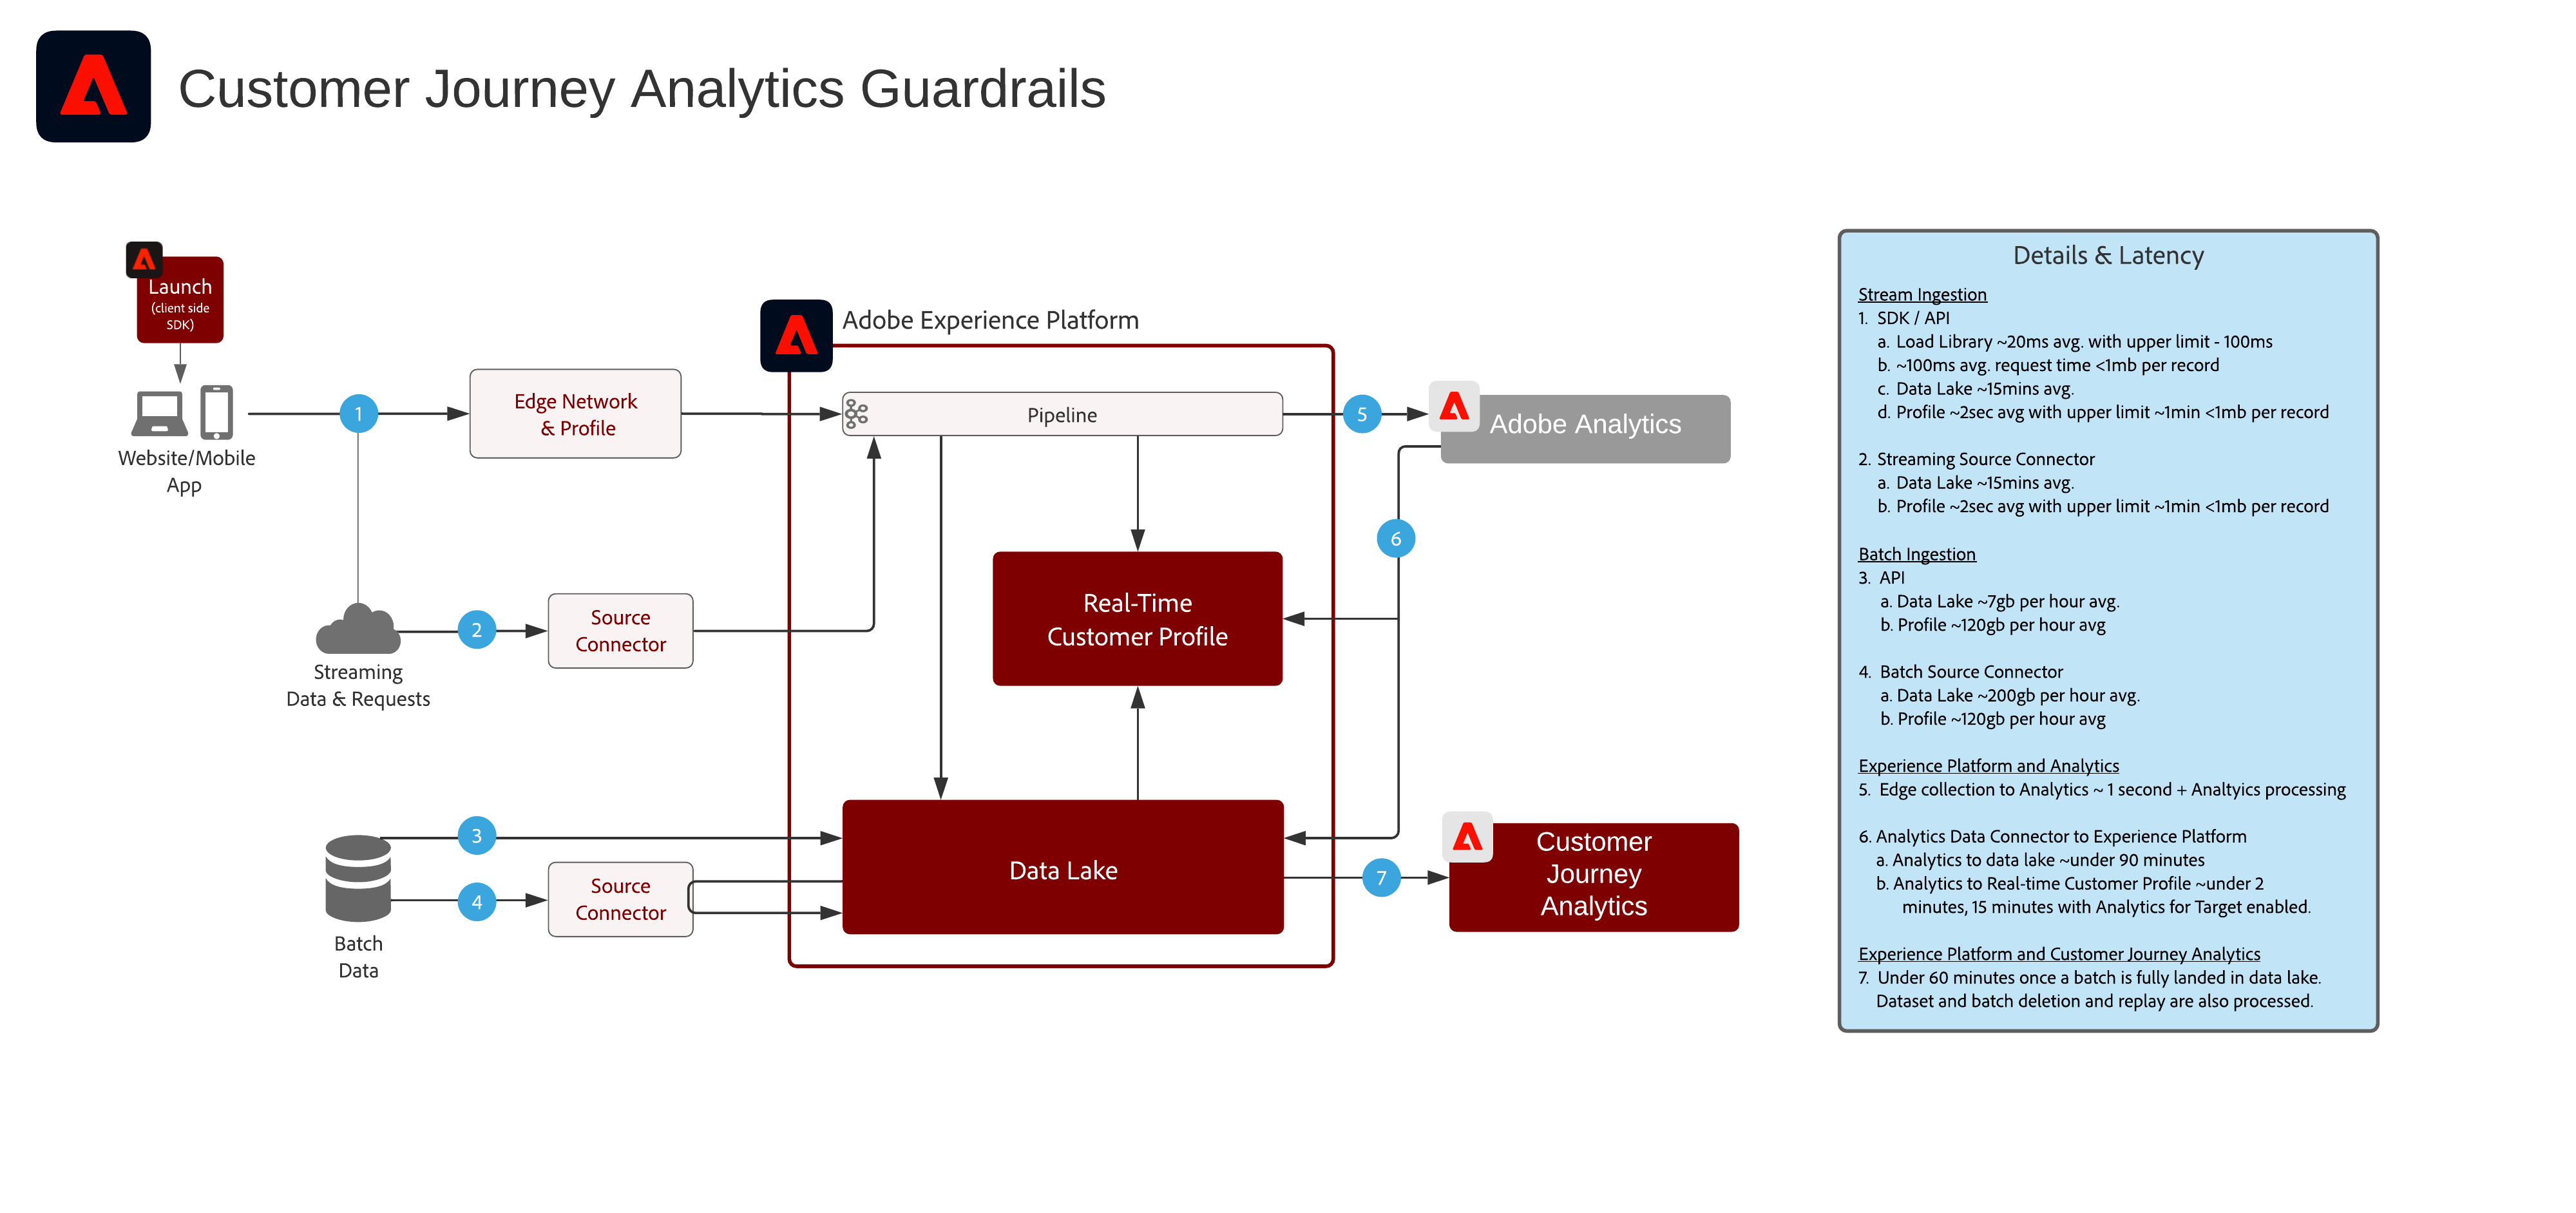 Customer Journey Analytics Guardrails
Launch
(client side
SDK)
Website/Mobile
App
1
Edge Network
& Profile
Streaming
Data & Requests
2
Source
Connector
Batch
Data
3
4
Source
Connector
Adobe Experience Platform
Pipeline
Real-Time
Customer Profile
Data Lake
5
Adobe Analytics
6
7
Customer
Journey
Analytics
Details & Latency
Stream Ingestion
1. SDK / API
a. Load Library ~20ms avg. with upper limit - 100ms
b. ~100ms avg. request time <1mb per record
c. Data Lake ~15mins avg.
d. Profile ~2sec avg with upper limit ~1min <1mb per record
2. Streaming Source Connector
a. Data Lake ~15mins avg.
b. Profile ~2sec avg with upper limit ~1min <1mb per record
Batch Ingestion
3. API
a. Data Lake ~7gb per hour avg.
b. Profile ~120gb per hour avg
4. Batch Source Connector
a. Data Lake ~200gb per hour avg.
b. Profile ~120gb per hour avg
Experience Platform and Analytics
5. Edge collection to Analytics ~ 1 second + Analtyics processing
6. Analytics Data Connector to Experience Platform
a. Analytics to data lake ~under 90 minutes
b. Analytics to Real-time Customer Profile ~under 2
minutes, 15 minutes with Analytics for Target enabled.
Experience Platform and Customer Journey Analytics
7. Under 60 minutes once a batch is fully landed in data lake.
Dataset and batch deletion and replay are also processed.